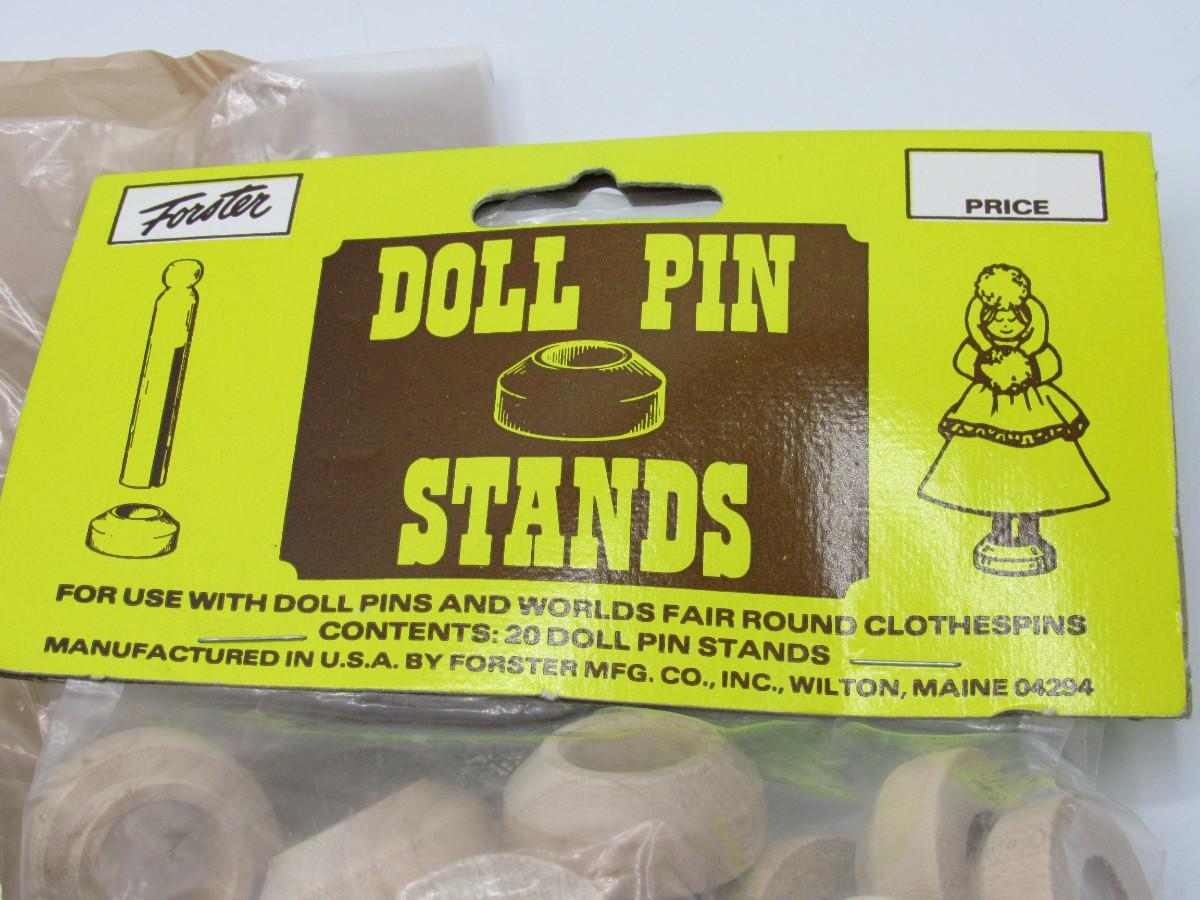 Forster
PRICE
DOLL PIN
STANDS
FOR USE WITH DOLL PINS AND WORLDS FAIR ROUND CLOTHESPINS
CONTENTS: 20 DOLL PIN STANDS
MANUFACTURED IN U.S.A. BY FORSTER MFG. CO., INC., WILTON, MAINE 04294